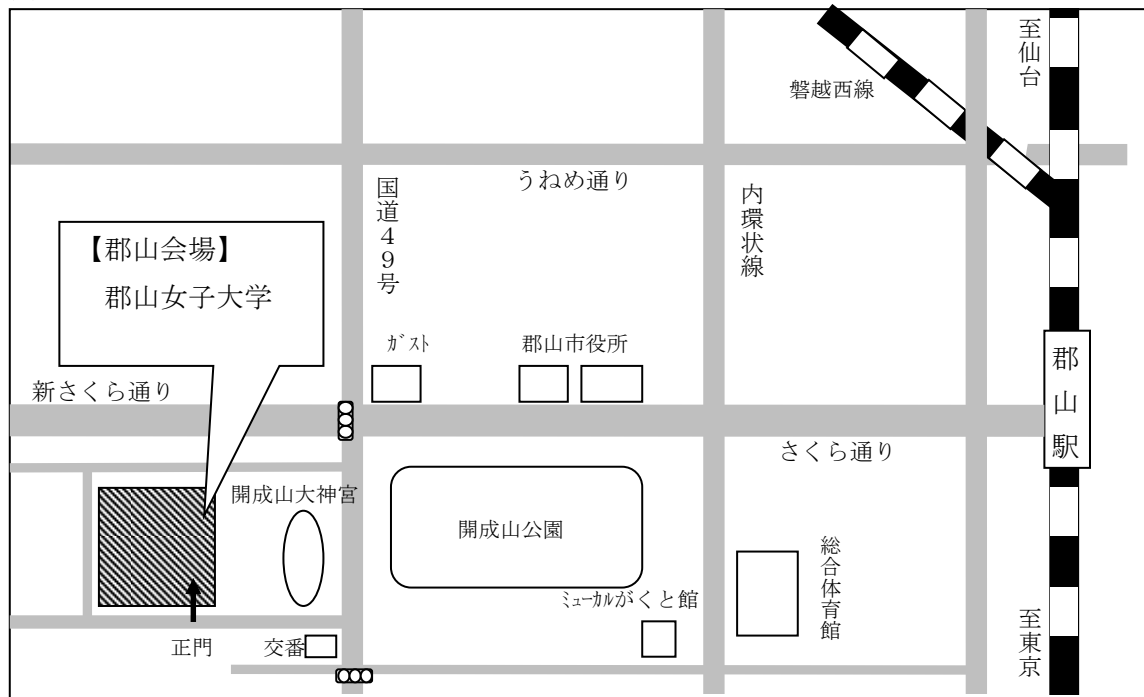 至仙台
磐越西線
うねめ通り
国道４９号
内環状線
【郡山会場】
郡山女子大学
ｶﾞｽﾄ
郡山市役所
新さくら通り
郡山駅
さくら通り
開成山大神宮
開成山公園
総合体育館
ﾐｭｰｶﾙがくと館
正門
交番
至東京